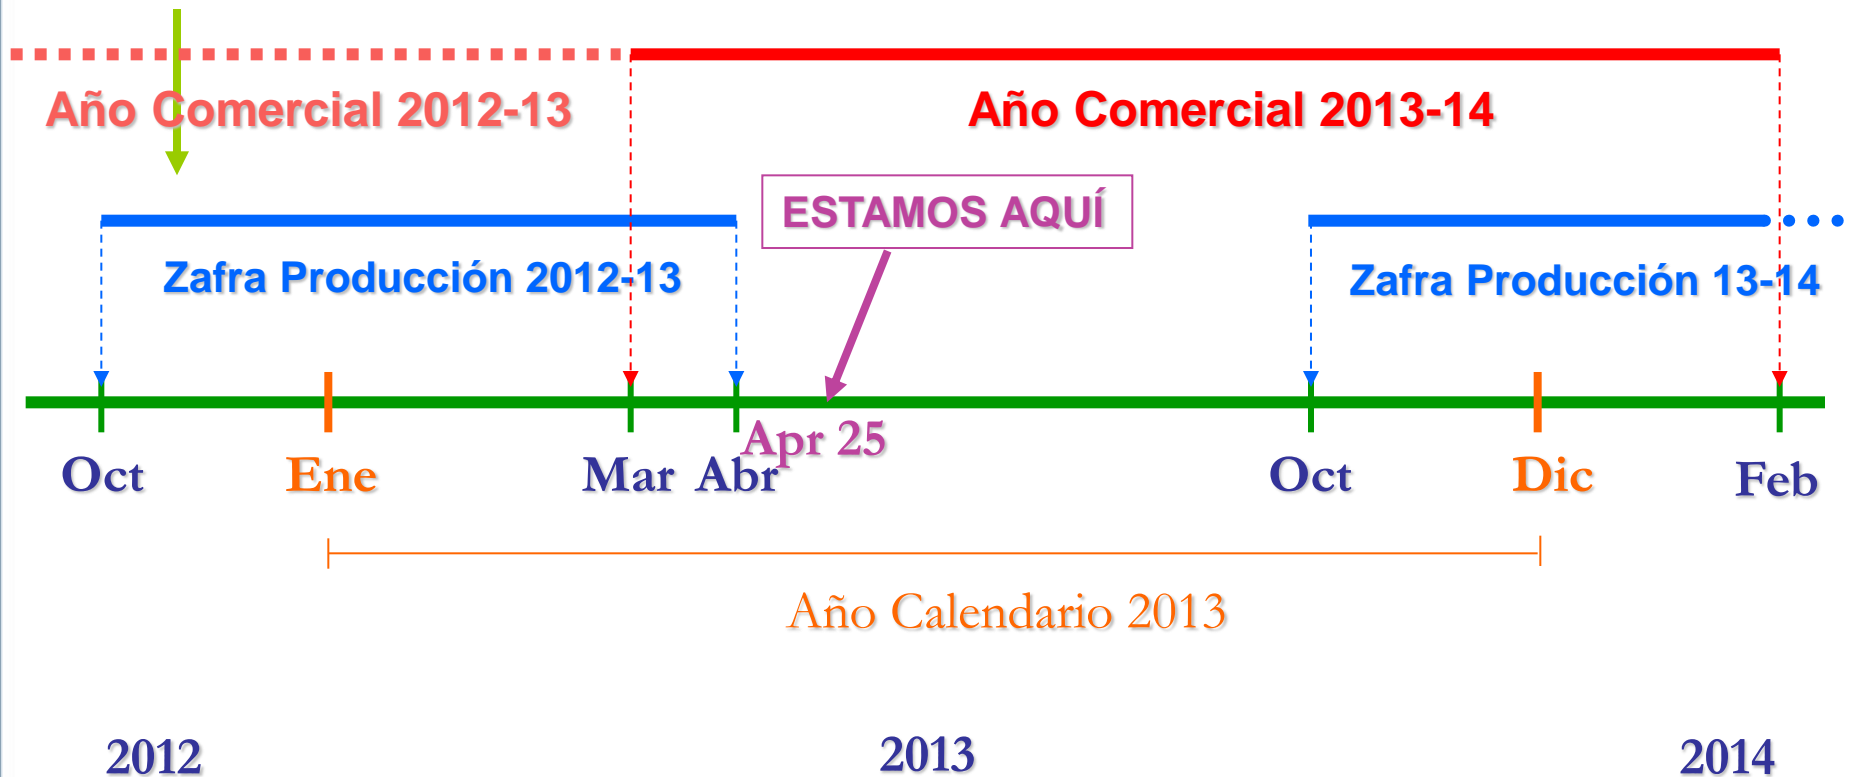 Año Comercial 2012-13
Año Comercial 2013-14
ESTAMOS AQUÍ
Zafra Producción 2012-13
Zafra Producción 13-14
Apr 25
Oct
Ene
Mar
Abr
Oct
Dic
Feb
Año Calendario 2013
2012
2013
2014